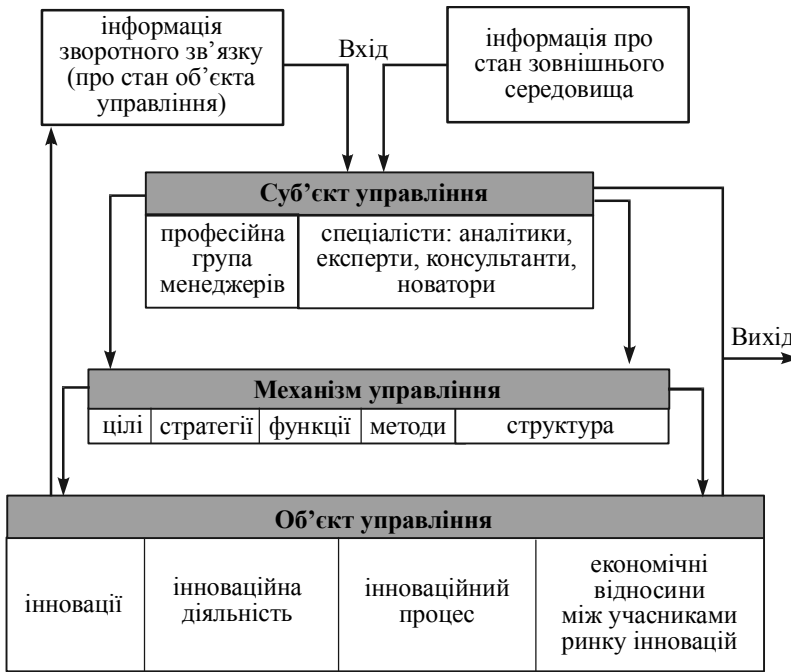 інформація
зворотного зв’язку
(про стан об’єкта
управління)
Вхід
інформація про
стан зовнішнього
середовища
Суб’єкт управління
професійна
група
менеджерів
спеціалісти: аналітики,
експерти, консультанти,
новатори
Вихід
Механізм управління
цілі
стратегії
функції
методи
структура
Об’єкт управління
інновації
інноваційна
діяльність
інноваційний
процес
економічні
відносини
між учасниками
ринку інновацій